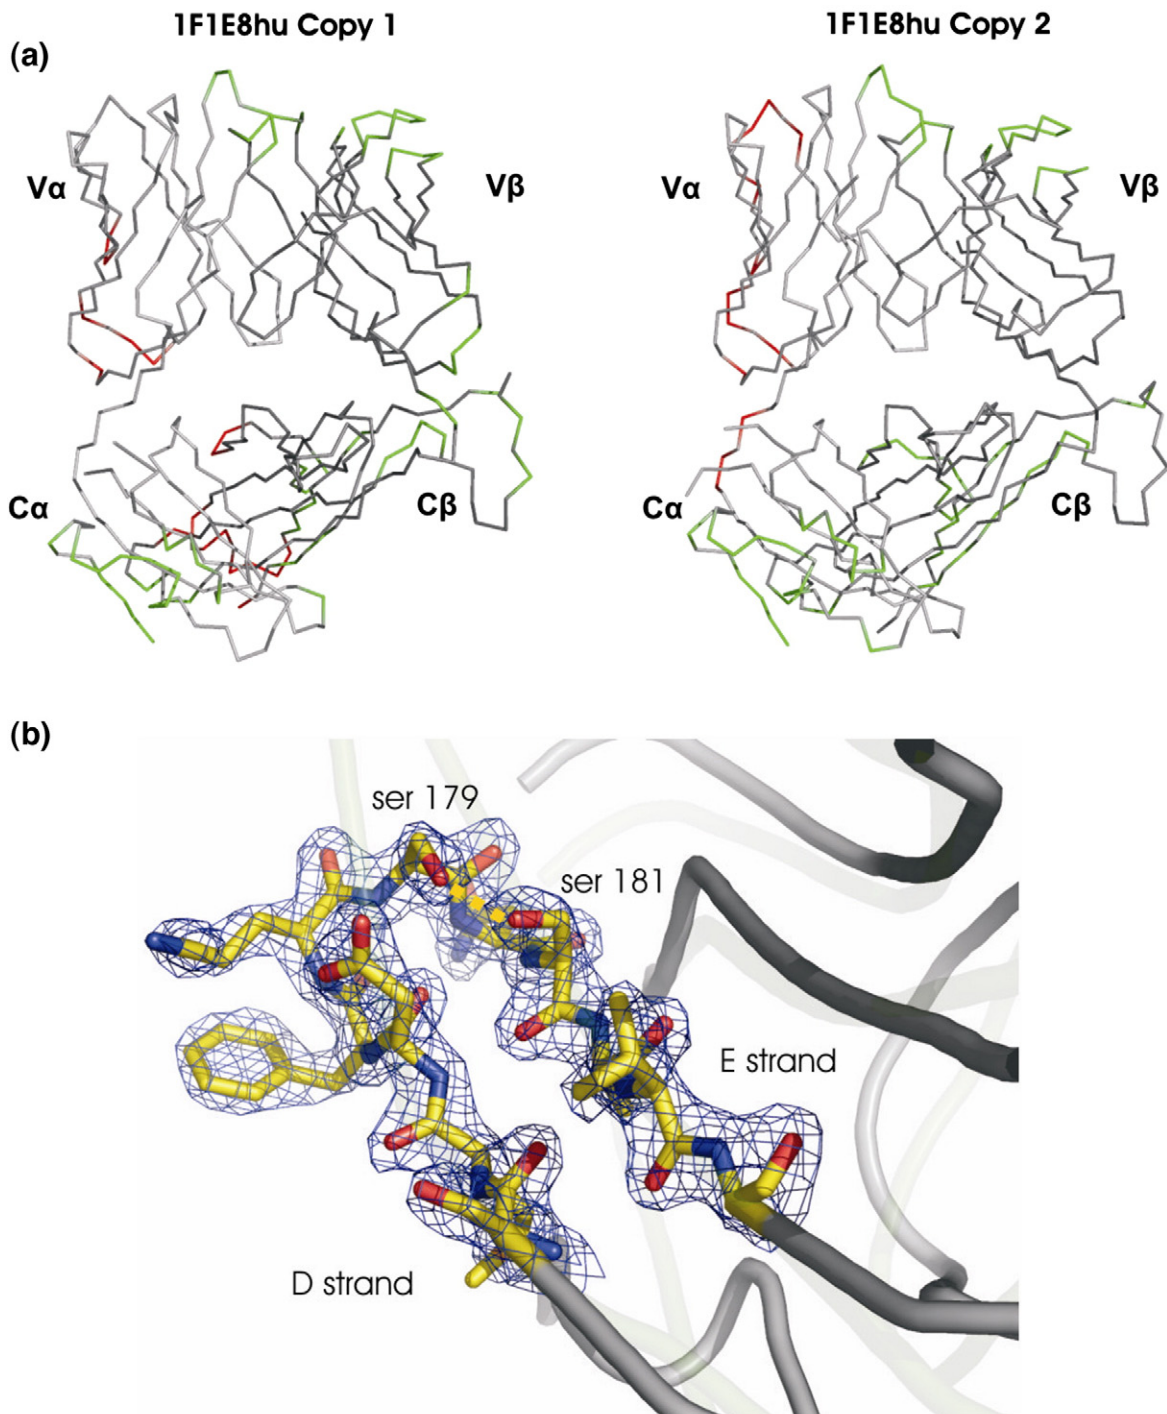 1F1E8hu Copy 1
1F1E8hu Copy 2
(a)
Vα
Vβ
Vα
Vβ
Cα
Cβ
Cα
Cβ
(b)
ser 179
ser 181
E strand
D strand